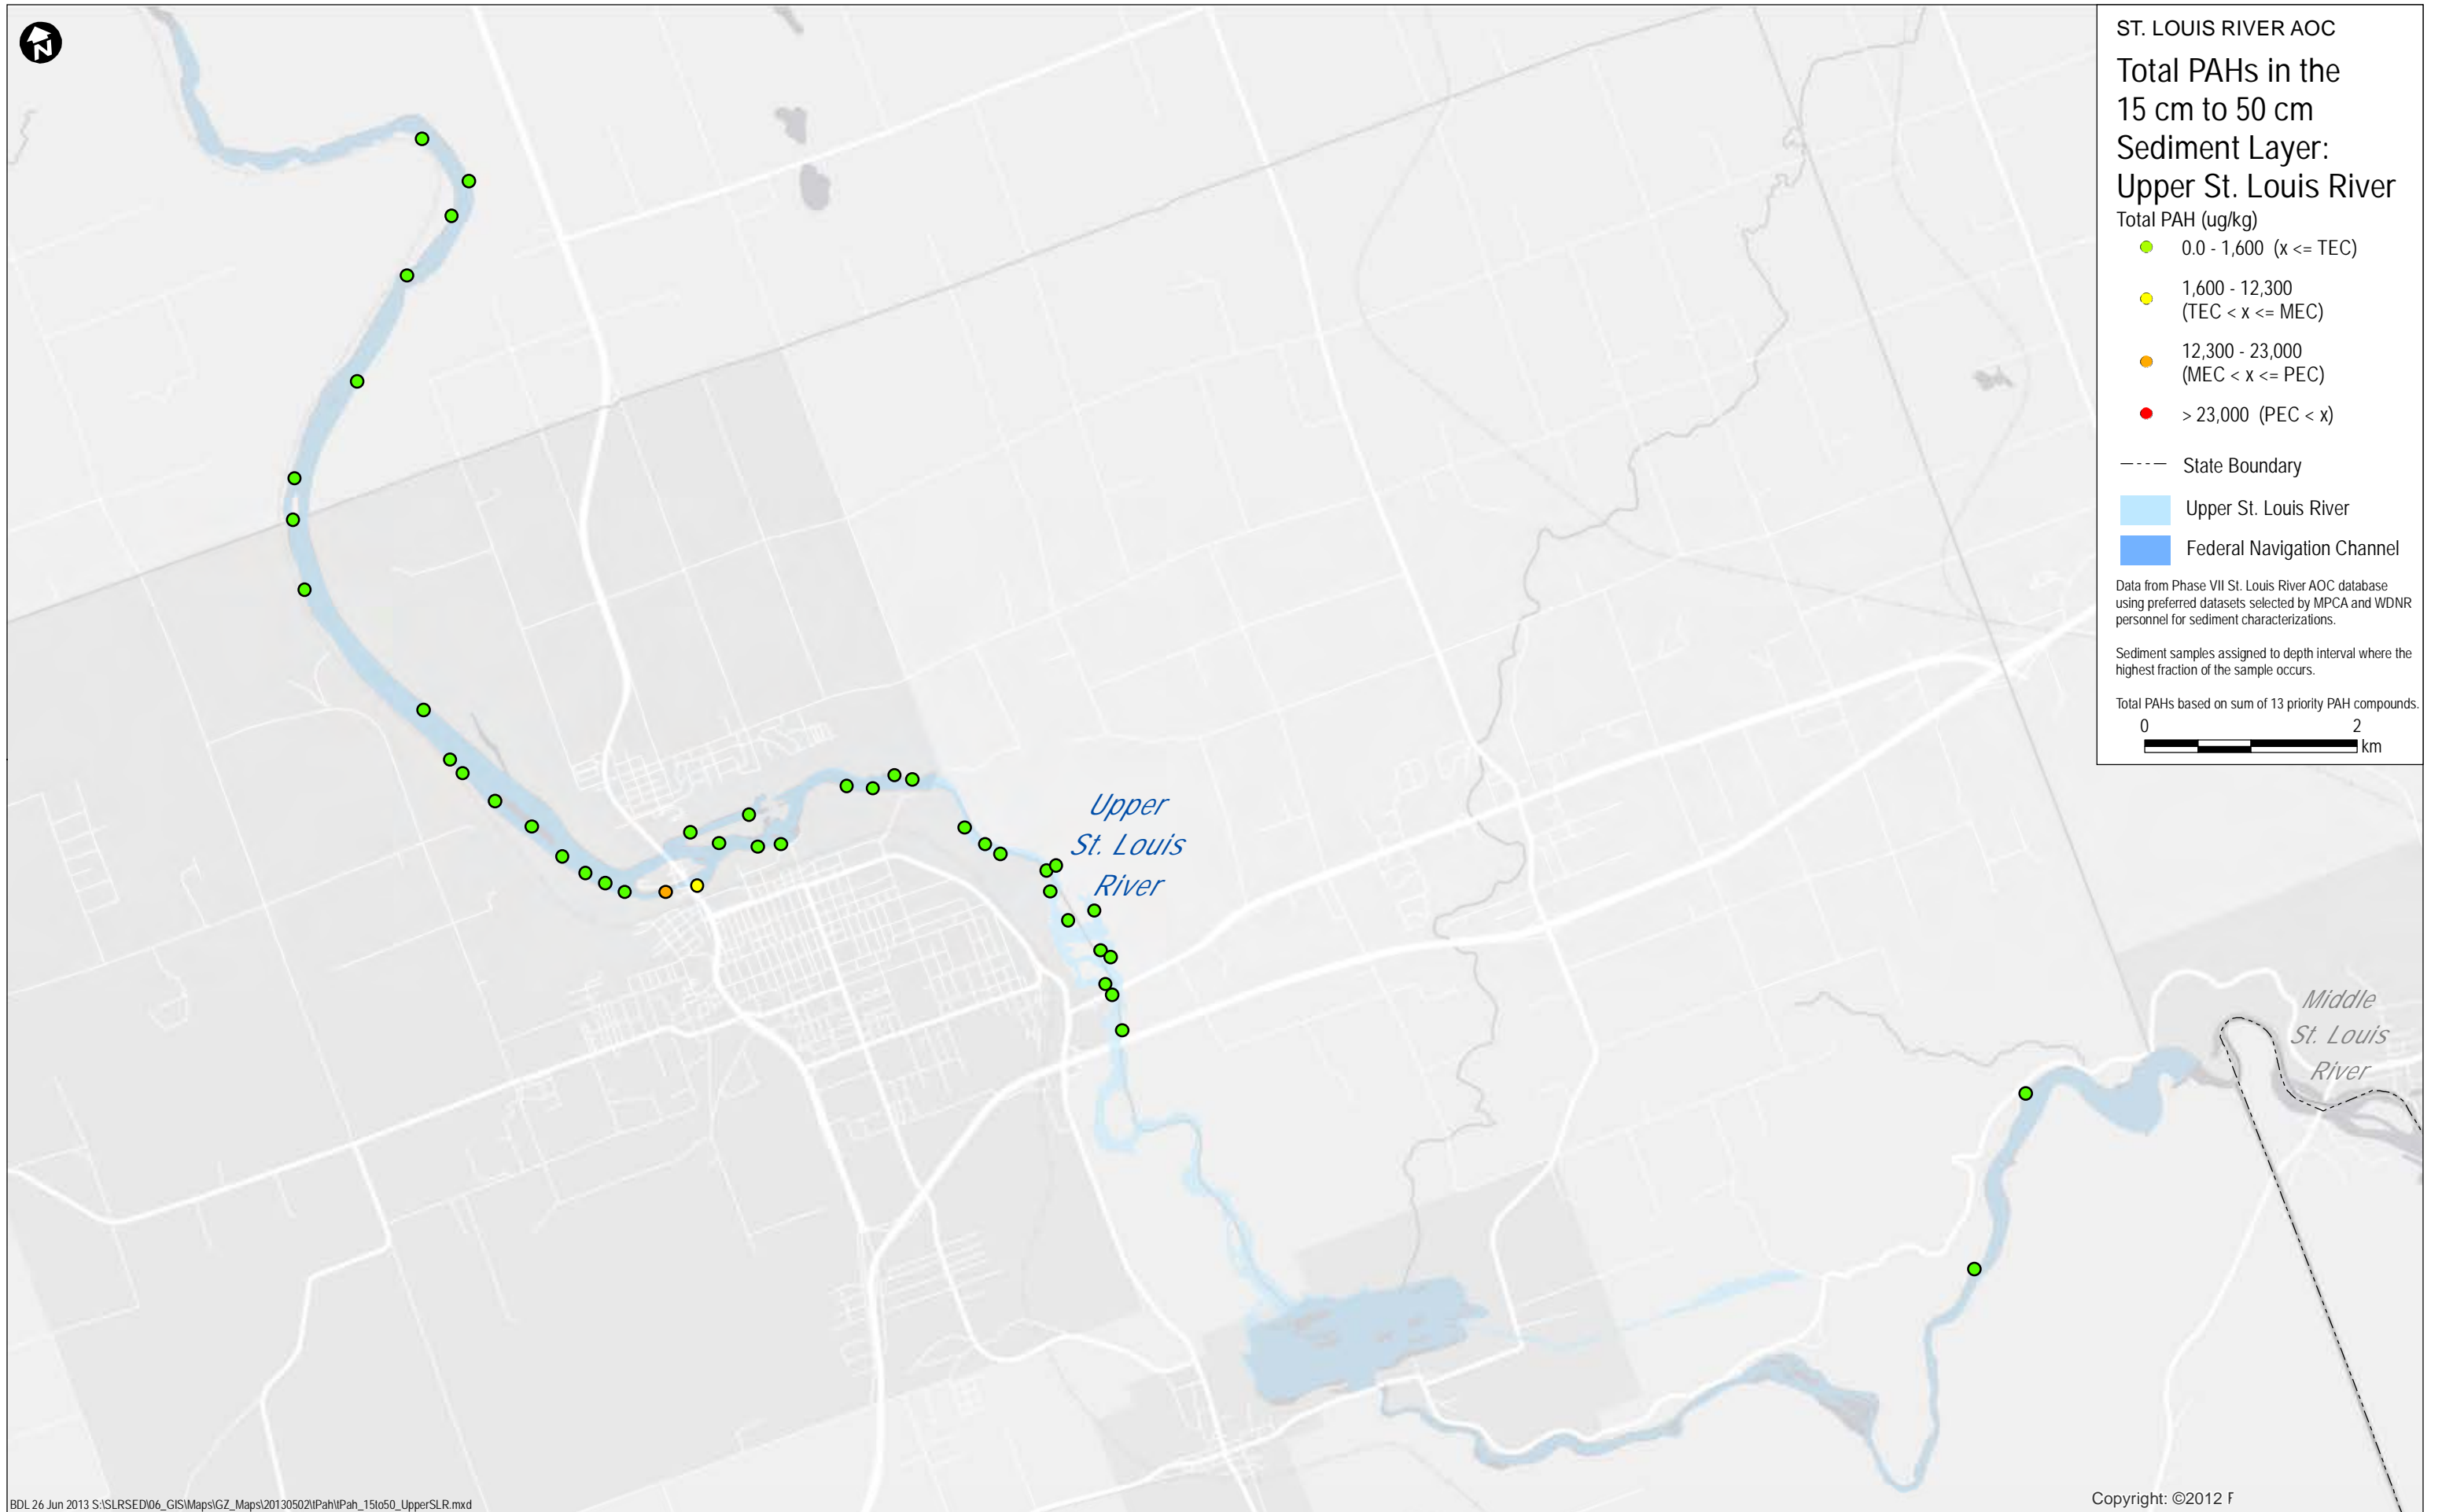 N
ST. LOUIS RIVER AOC
Total PAHs in the
15 cm to 50 cm
Sediment Layer:
Upper St. Louis River
Total PAH (ug/kg)
0.0 - 1,600 (x <= TEC)
1,600 - 12,300
(TEC < x <= MEC)
12,300 - 23,000
(MEC < x <= PEC)
> 23,000 (PEC < x)
State Boundary
Upper St. Louis River
Federal Navigation Channel
Data from Phase VII St. Louis River AOC database
using preferred datasets selected by MPCA and WDNR
personnel for sediment characterizations.
Sediment samples assigned to depth interval where the
highest fraction of the sample occurs.
Total PAHs based on sum of 13 priority PAH compounds.
0 2
km
Upper
St. Louis
River
Middle
St. Louis
River
BDL 26 Jun 2013 S:\SLRSED\06_GIS\Maps\GZ_Maps\20130502\tPah\tPah_15to50_UpperSLR.mxd
Copyright: ©2012